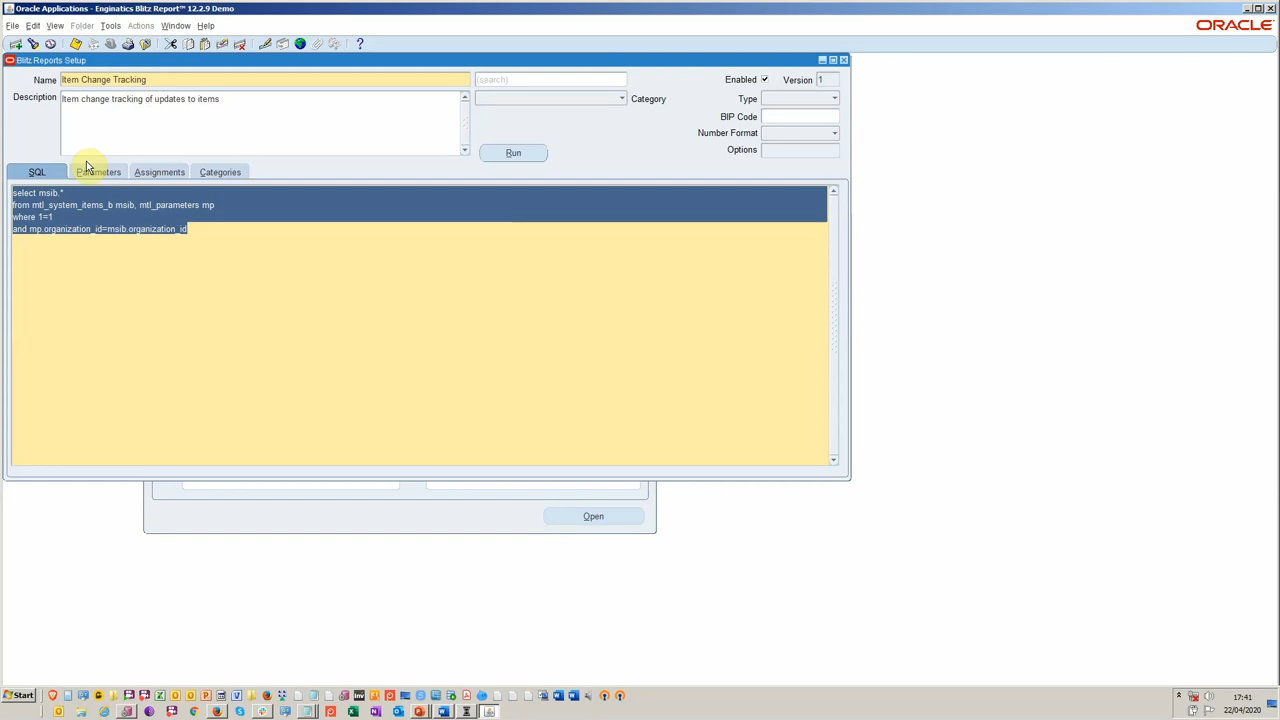 Oracle Applications - Enginatics Blitz Report™ 12.2.9 Demo
File Edit View Folder Tools Actions Window Help
ORACLE
Blitz Reports Setup
Name Item Change Tracking (search) Enabled Version 1
Description Item change tracking of updates to items Category Type
BIP Code
Number Format
Options
Run
SQL Parameters Assignments Categories
select msib.*
from mtl_system_items_b msib, mtl_parameters mp
where 1=1
and mp.organization_id=msib.organization_id
Open
Start
17:41
22/04/2020